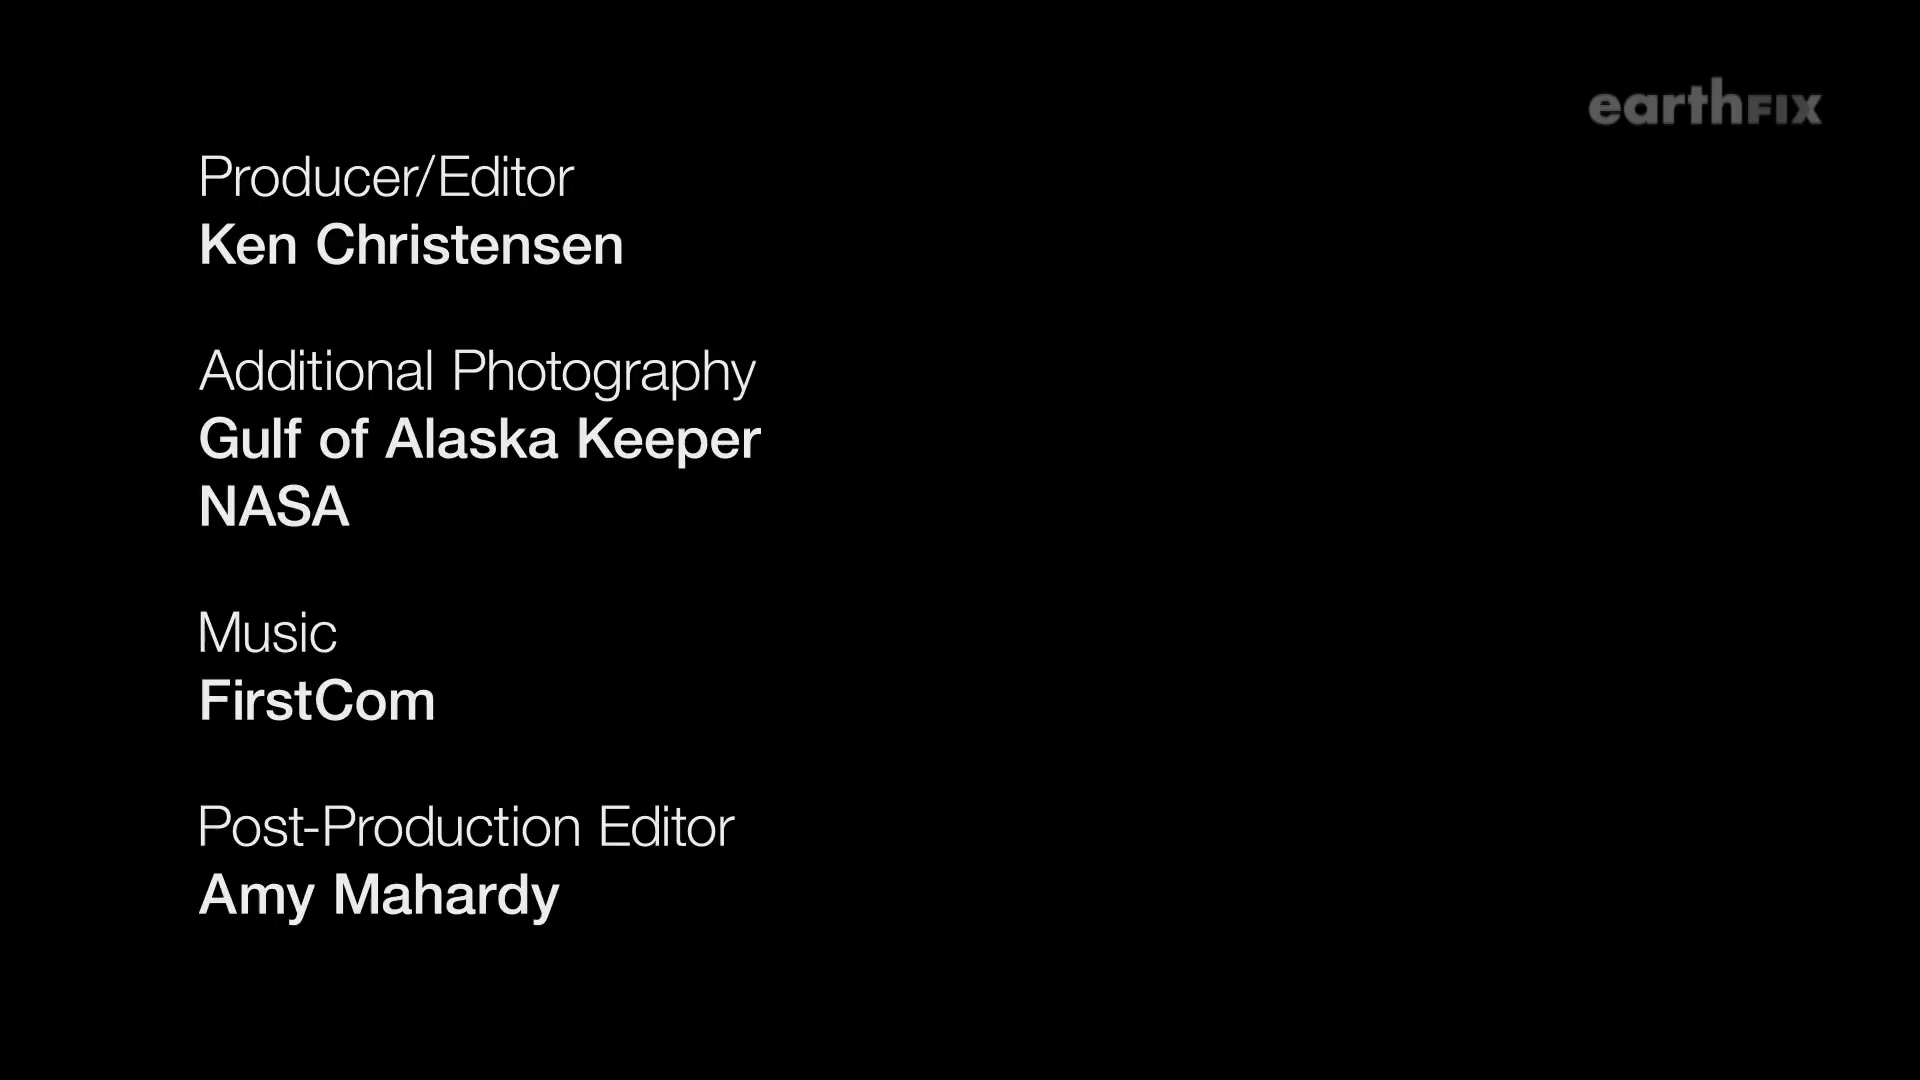 earthFIX
Producer/Editor
Ken Christensen
Additional Photography
Gulf of Alaska Keeper
NASA
Music
FirstCom
Post-Production Editor
Amy Mahardy